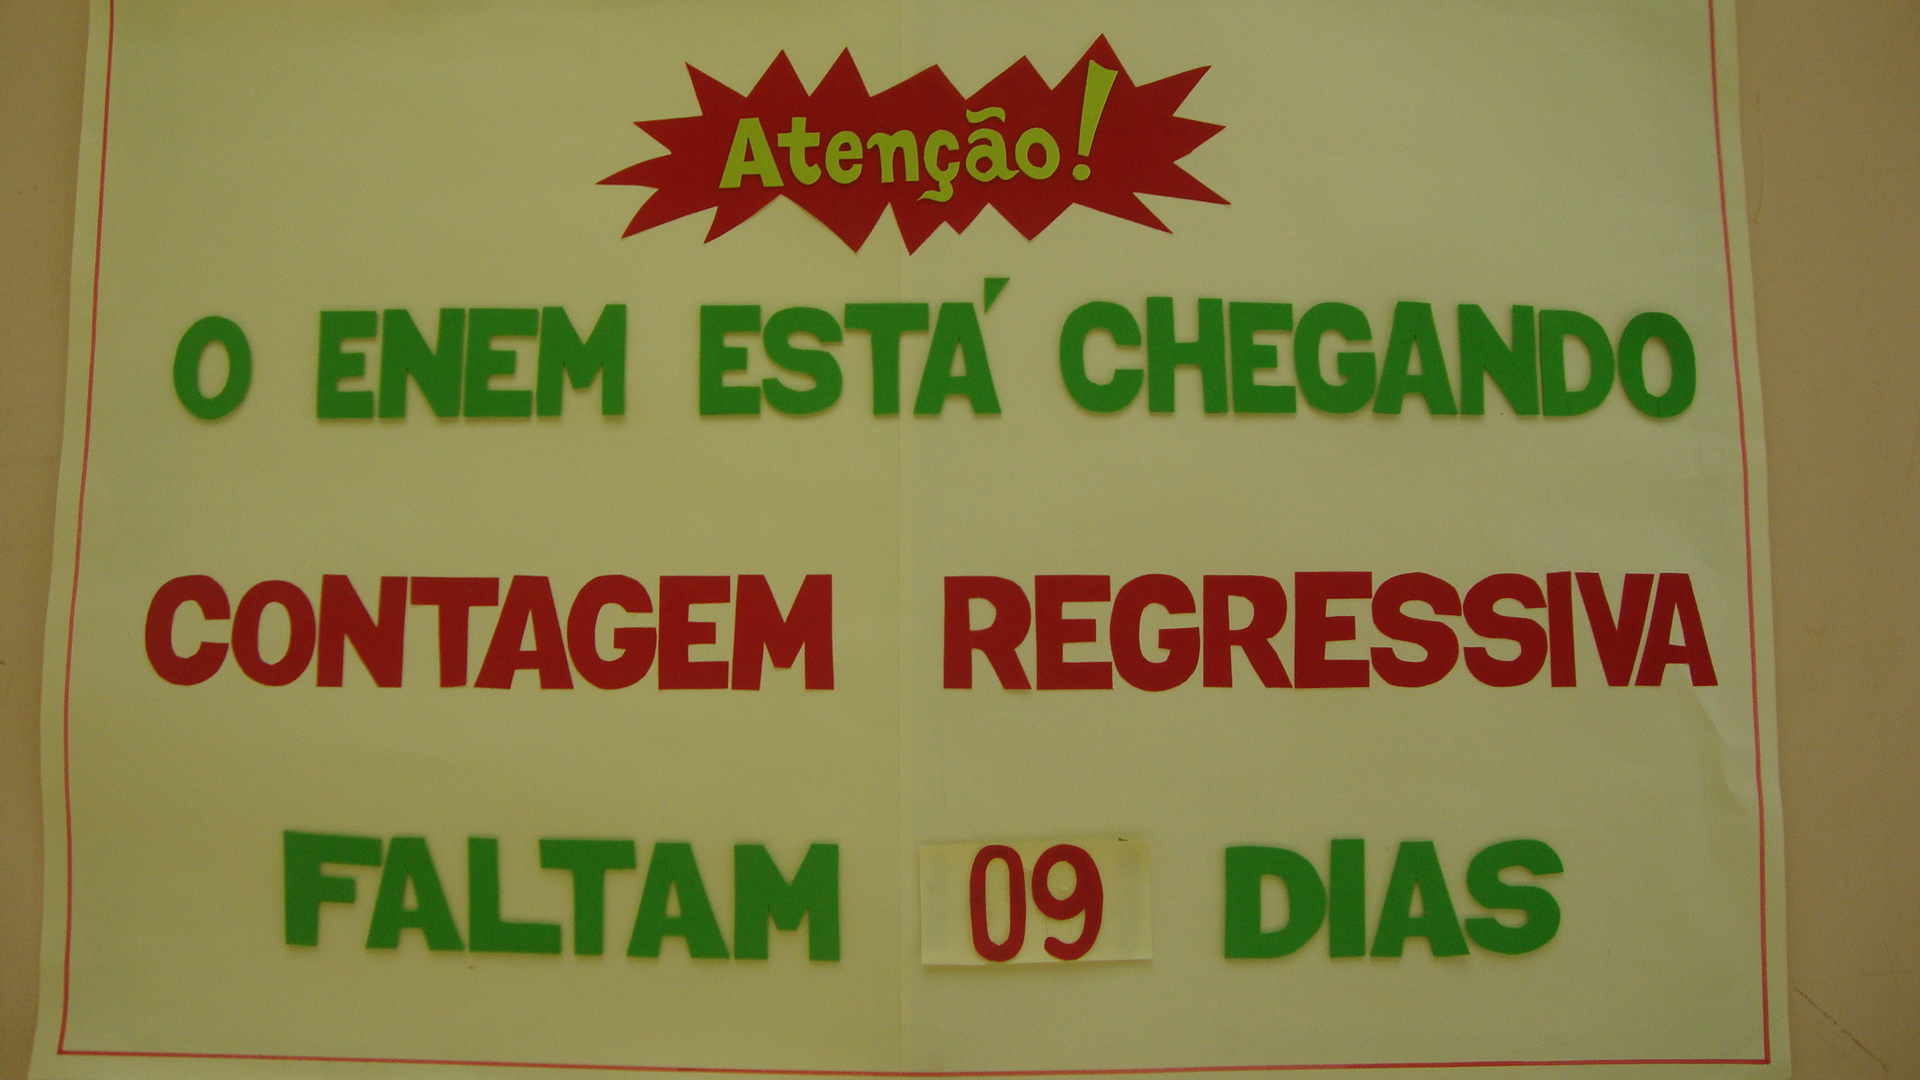 Atenção!
O ENEM ESTÁ CHEGANDO
CONTAGEM REGRESSIVA
FALTAM 09 DIAS